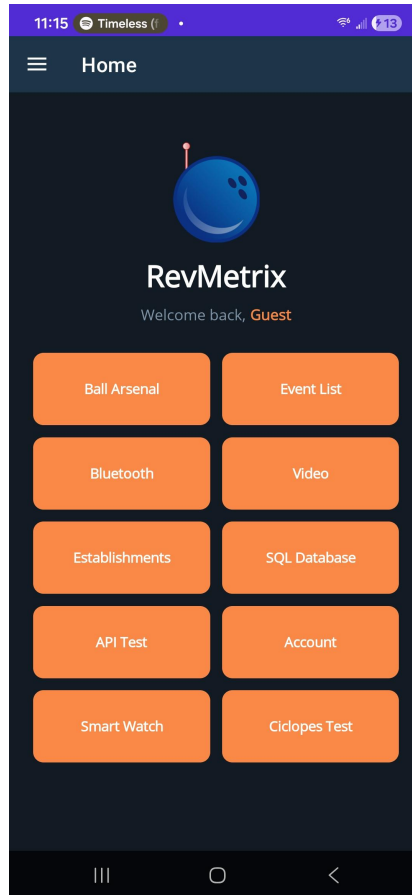 11:15 Timeless (f 13
Home
RevMetrix
Welcome back, Guest
Ball Arsenal Event List
Bluetooth Video
Establishments SQL Database
API Test Account
Smart Watch Ciclopes Test